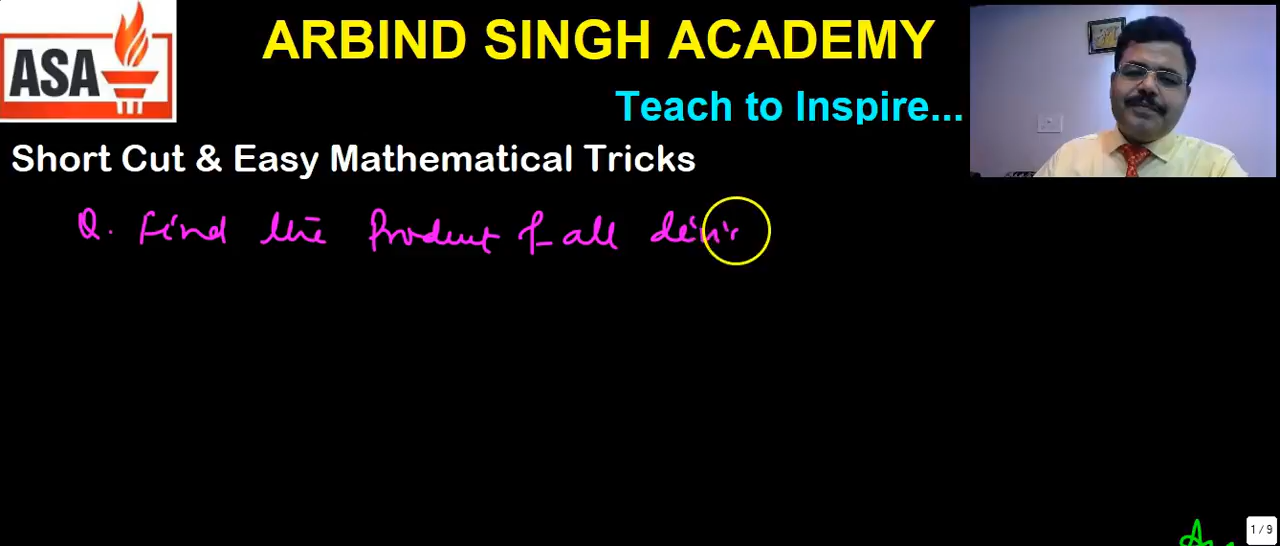 ASA
ARBIND SINGH ACADEMY
Teach to Inspire...
Short Cut & Easy Mathematical Tricks
Q. Find the Product of all
1 / 9